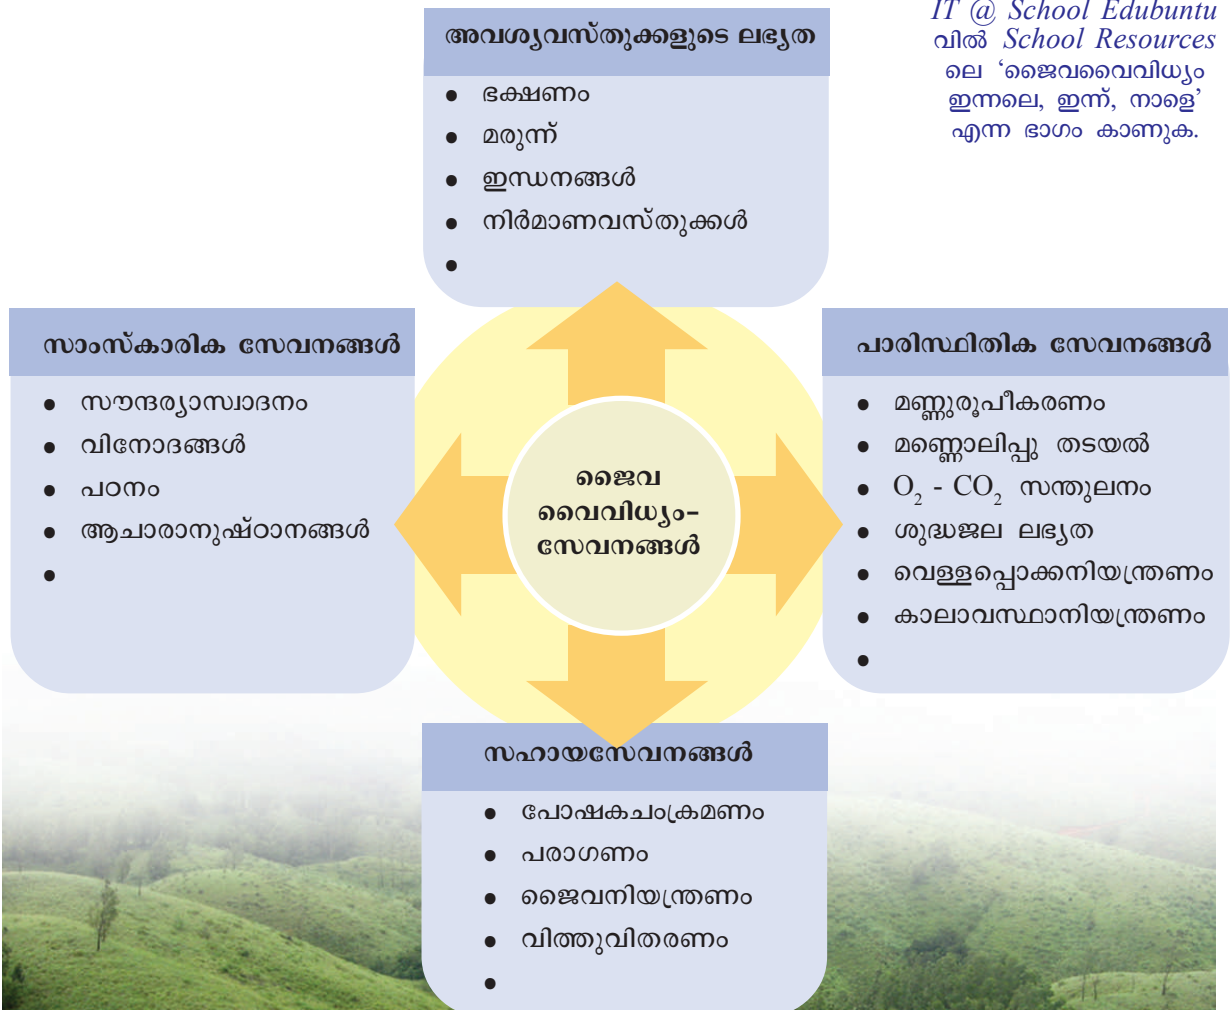 IT @ School Edubuntu
വിൽ School Resources
ലെ ‘ജൈവവൈവിധ്യം
ഇന്നലെ, ഇന്ന്, നാളെ’
എന്ന ഭാഗം കാണുക.
അവശ്യവസ്തുക്കളുടെ ലഭ്യത
• ഭക്ഷണം
• മരുന്ന്
• ഇന്ധനങ്ങൾ
• നിർമാണവസ്തുക്കൾ
•
സാംസ്കാരിക സേവനങ്ങൾ
• സൗന്ദര്യാസ്വാദനം
• വിനോദങ്ങൾ
• പഠനം
• ആചാരാനുഷ്ഠാനങ്ങൾ
•
ജൈവ
വൈവിധ്യം–
സേവനങ്ങൾ
പാരിസ്ഥിതിക സേവനങ്ങൾ
• മണ്ണുരൂപീകരണം
• മണ്ണൊലിപ്പു തടയൽ
• O₂ - CO₂ സന്തുലനം
• ശുദ്ധജല ലഭ്യത
• വെള്ളപ്പൊക്കനിയന്ത്രണം
• കാലാവസ്ഥാനിയന്ത്രണം
•
സഹായസേവനങ്ങൾ
• പോഷകചംക്രമണം
• പരാഗണം
• ജൈവനിയന്ത്രണം
• വിത്തുവിതരണം
•